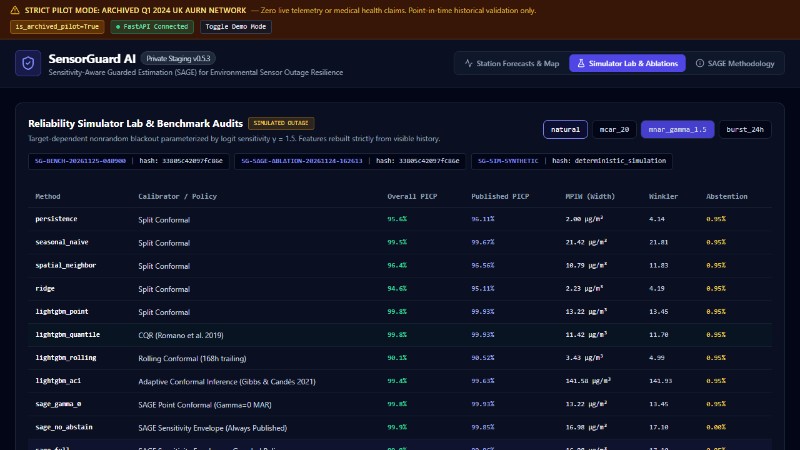 STRICT PILOT MODE: ARCHIVED Q1 2024 UK AURN NETWORK — Zero live telemetry or medical health claims. Point-in-time historical validation only.
is_archived_pilot=True ● FastAPI Connected Toggle Demo Mode
SensorGuard AI Private Staging v0.5.3
Sensitivity-Aware Guarded Estimation (SAGE) for Environmental Sensor Outage Resilience
Station Forecasts & Map Simulator Lab & Ablations SAGE Methodology
Reliability Simulator Lab & Benchmark Audits SIMULATED OUTAGE
Target-dependent nonrandom blackout parameterized by logit sensitivity γ = 1.5. Features rebuilt strictly from visible history.
natural mcar_20 mnar_gamma_1.5 burst_24h
SG-BENCH-20261125-040900 | hash: 33805c42097fc86e SG-SAGE-ABLATION-20261124-162613 | hash: 33805c42097fc86e SG-SIM-SYNTHETIC | hash: deterministic_simulation
Method Calibrator / Policy Overall PICP Published PICP MPIW (Width) Winkler Abstention
persistence Split Conformal 95.6% 96.11% 2.00 µg/m³ 4.14 0.95%
seasonal_naive Split Conformal 99.5% 99.67% 21.42 µg/m³ 21.81 0.95%
spatial_neighbor Split Conformal 96.4% 96.56% 10.79 µg/m³ 11.83 0.95%
ridge Split Conformal 94.6% 95.11% 2.23 µg/m³ 4.19 0.95%
lightgbm_point Split Conformal 99.8% 99.93% 13.22 µg/m³ 13.45 0.95%
lightgbm_quantile CQR (Romano et al. 2019) 99.8% 99.93% 11.42 µg/m³ 11.70 0.95%
lightgbm_rolling Rolling Conformal (168h trailing) 90.1% 90.52% 3.43 µg/m³ 4.99 0.95%
lightgbm_aci Adaptive Conformal Inference (Gibbs & Candès 2021) 99.4% 99.63% 141.58 µg/m³ 141.93 0.95%
sage_gamma_0 SAGE Point Conformal (Gamma=0 MAR) 99.8% 99.93% 13.22 µg/m³ 13.45 0.95%
sage_no_abstain SAGE Sensitivity Envelope (Always Published) 99.9% 99.85% 16.98 µg/m³ 17.10 0.00%